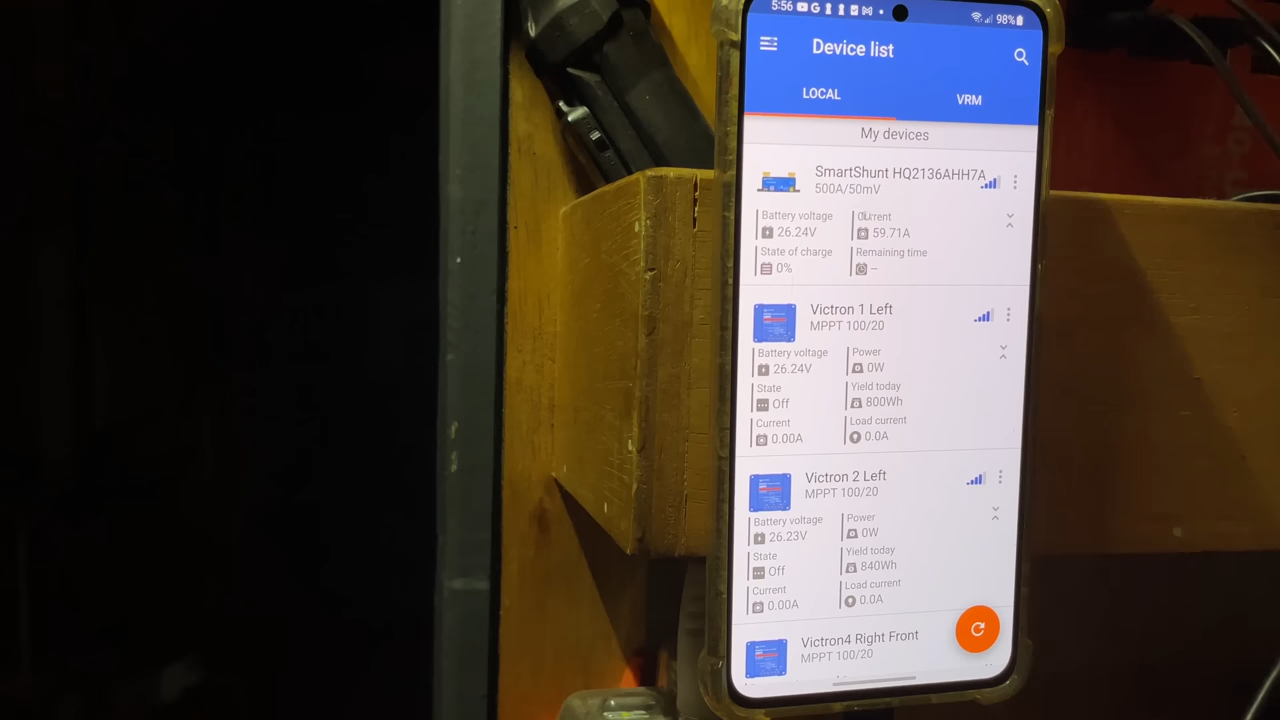 5:56 98%
Device list
LOCAL VRM
My devices
SmartShunt HQ2136AHH7A
500A/50mV
Battery voltage Current
26.24V 59.71A
State of charge Remaining time
0% --
Victron 1 Left
MPPT 100/20
Battery voltage Power
26.24V 0W
State Yield today
Off 800Wh
Current Load current
0.00A 0.0A
Victron 2 Left
MPPT 100/20
Battery voltage Power
26.23V 0W
State Yield today
Off 840Wh
Current Load current
0.00A 0.0A
Victron4 Right Front
MPPT 100/20